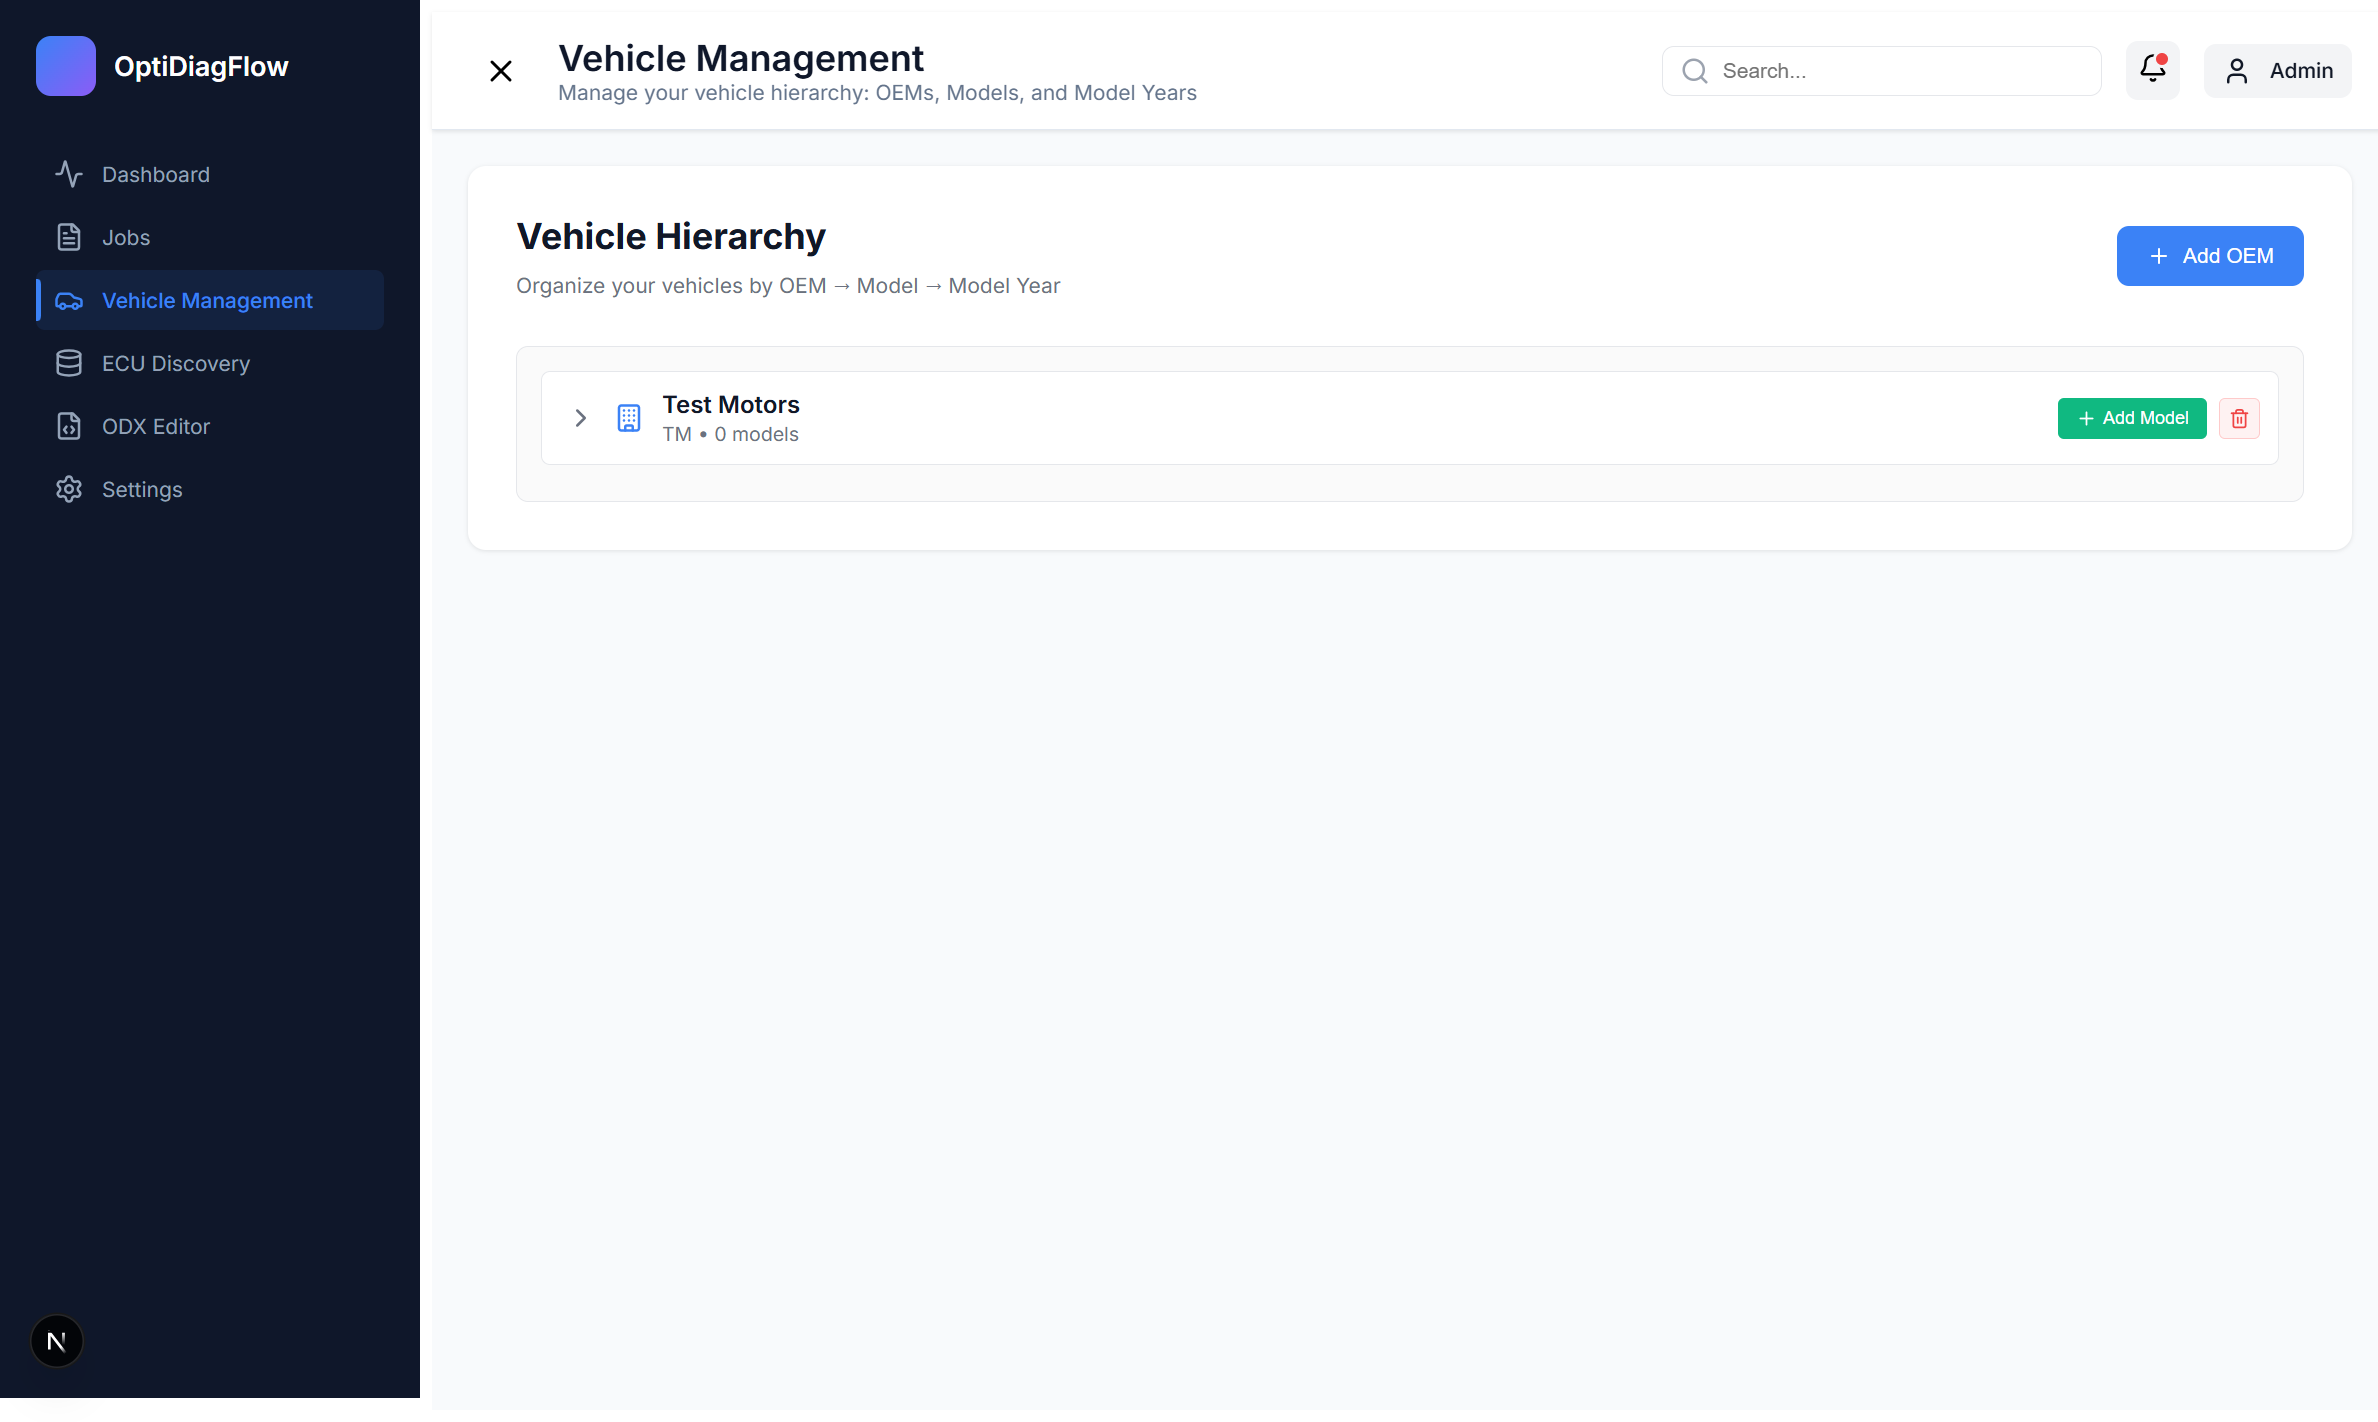 OptiDiagFlow
Dashboard
Jobs
Vehicle Management
ECU Discovery
ODX Editor
Settings
N
Vehicle Management
Manage your vehicle hierarchy: OEMs, Models, and Model Years
Search...
Admin
Vehicle Hierarchy
Organize your vehicles by OEM → Model → Model Year
Add OEM
Test Motors
TM • 0 models
Add Model